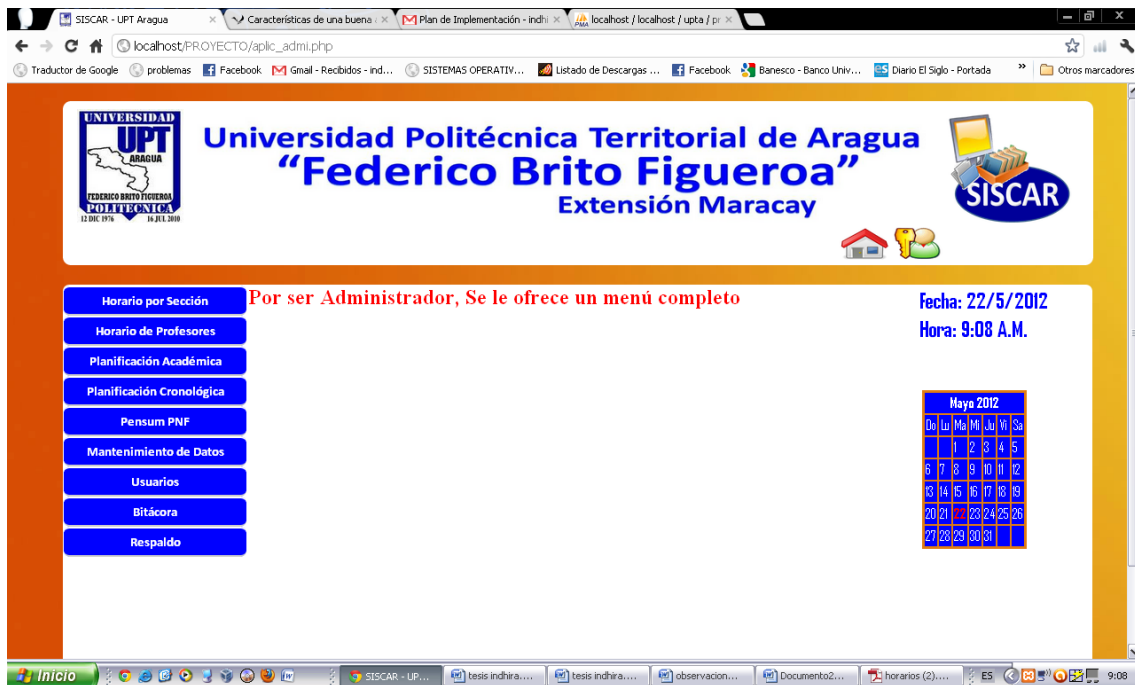 SISCAR - UPT Aragua
Características de una buena
Plan de Implementación - indhi
localhost / localhost / upta / pr
localhost/PROYECTO/aplic_admi.php
Traductor de Google problemas Facebook Gmail - Recibidos - ind... SISTEMAS OPERATIV... Listado de Descargas ... Facebook Banesco - Banco Univ... Diario El Siglo - Portada » Otros marcadores
UNIVERSIDAD
UPT
ARAGUA
FEDERICO BRITO FIGUEROA
POLITECNICA
12 DIC 1976 16 JUL 2010
Universidad Politécnica Territorial de Aragua
“Federico Brito Figueroa”
Extensión Maracay
SISCAR
Horario por Sección
Horario de Profesores
Planificación Académica
Planificación Cronológica
Pensum PNF
Mantenimiento de Datos
Usuarios
Bitácora
Respaldo
Por ser Administrador, Se le ofrece un menú completo
Fecha: 22/5/2012
Hora: 9:08 A.M.
Mayo 2012
Do Lu Ma Mi Ju Vi Sa
1 2 3 4 5
6 7 8 9 10 11 12
13 14 15 16 17 18 19
20 21 22 23 24 25 26
27 28 29 30 31
Inicio SISCAR - UP... tesis indhira.... tesis indhira.... observacion... Documento2... horarios (2).... ES 9:08